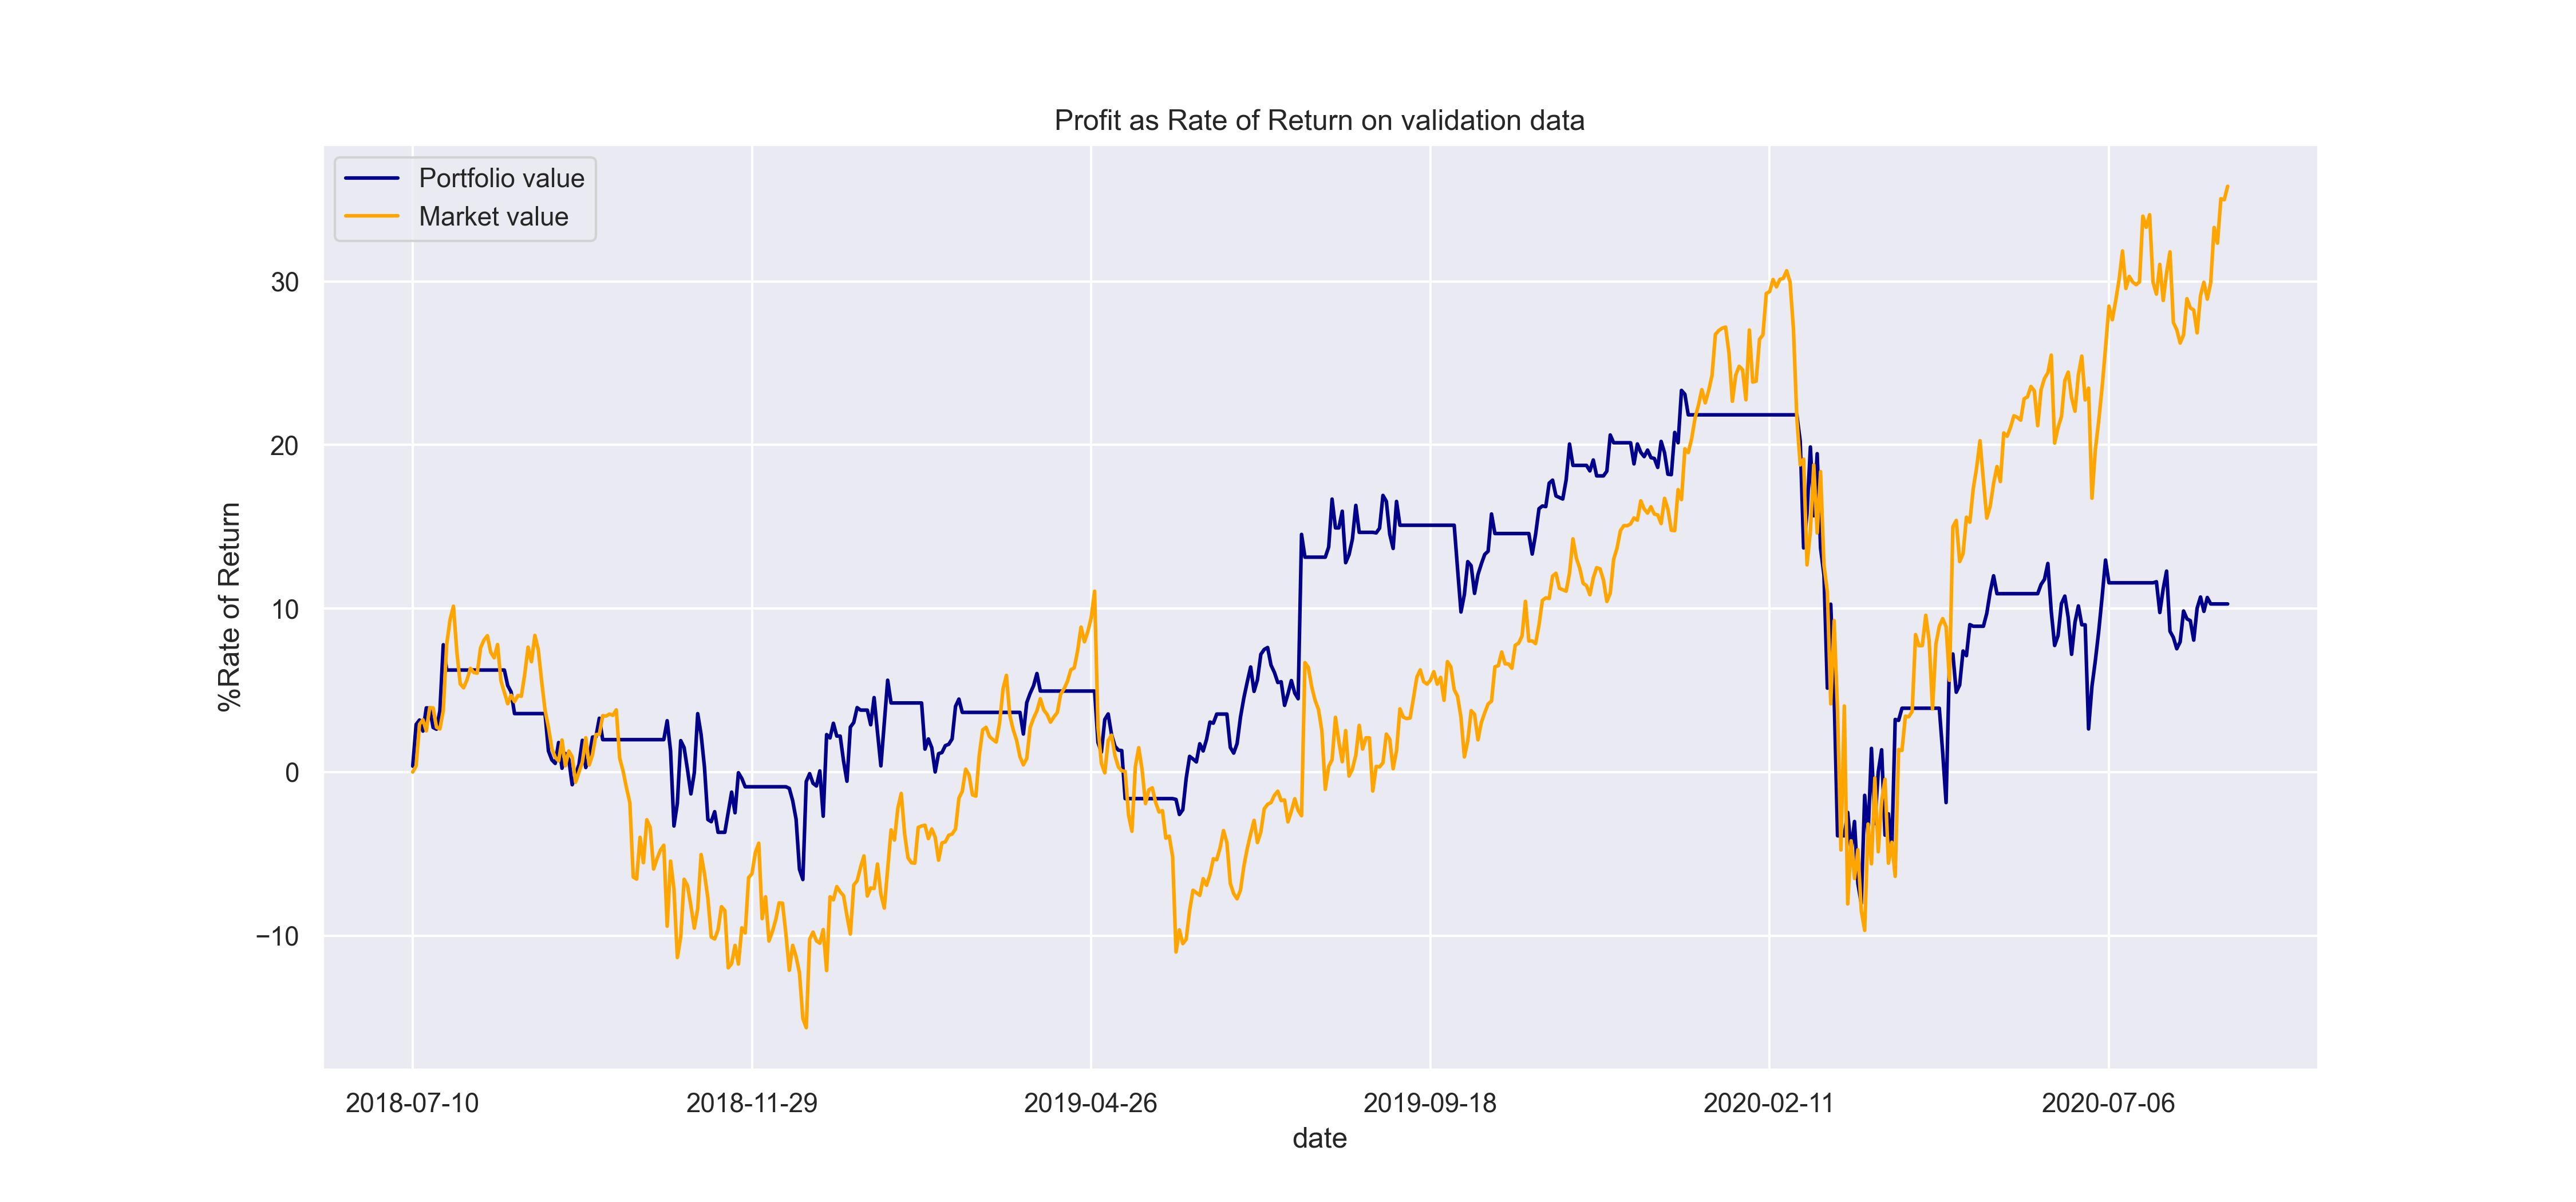 Profit as Rate of Return on validation data
Portfolio value
Market value
%Rate of Return
30
20
10
0
−10
2018-07-10
2018-11-29
2019-04-26
2019-09-18
2020-02-11
2020-07-06
date